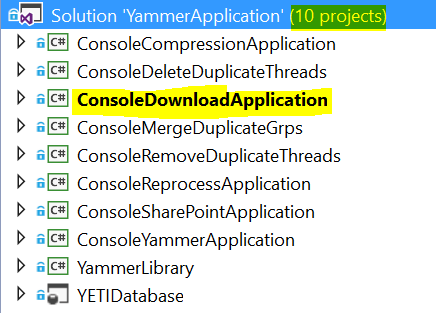 Solution 'YammerApplication' (10 projects)
C# ConsoleCompressionApplication
C# ConsoleDeleteDuplicateThreads
C# ConsoleDownloadApplication
C# ConsoleMergeDuplicateGrps
C# ConsoleRemoveDuplicateThreads
C# ConsoleReprocessApplication
C# ConsoleSharePointApplication
C# ConsoleYammerApplication
C# YammerLibrary
YETIDatabase